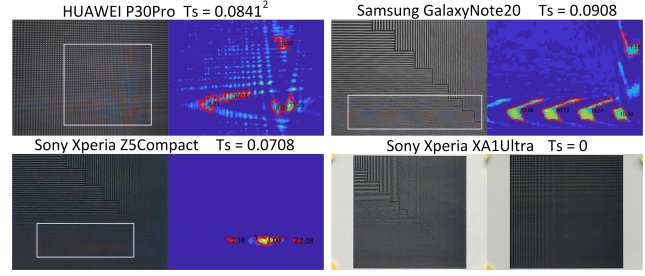 HUAWEI P30Pro Ts = 0.0841²
Samsung GalaxyNote20 Ts = 0.0908
Sony Xperia Z5Compact Ts = 0.0708
Sony Xperia XA1Ultra Ts = 0